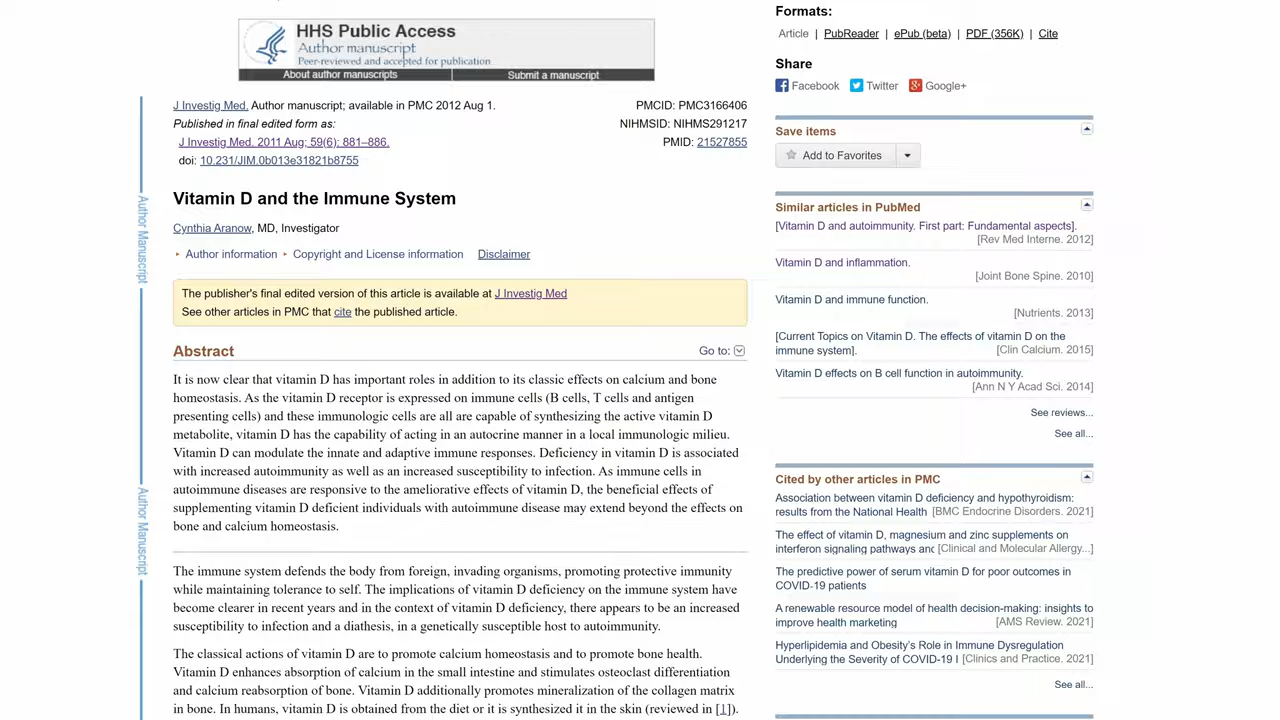 HHS Public Access
Author manuscript
Peer-reviewed and accepted for publication
About author manuscripts
Submit a manuscript
J Investig Med. Author manuscript; available in PMC 2012 Aug 1.
PMCID: PMC3166406
Published in final edited form as:
NIHMSID: NIHMS291217
J Investig Med. 2011 Aug; 59(6): 881–886.
PMID: 21527855
doi: 10.231/JIM.0b013e31821b8755
Author Manuscript
Author Manuscript
Vitamin D and the Immune System
Cynthia Aranow, MD, Investigator
Author information
Copyright and License information
Disclaimer
The publisher's final edited version of this article is available at J Investig Med
See other articles in PMC that cite the published article.
Abstract
Go to:
It is now clear that vitamin D has important roles in addition to its classic effects on calcium and bone
homeostasis. As the vitamin D receptor is expressed on immune cells (B cells, T cells and antigen
presenting cells) and these immunologic cells are all are capable of synthesizing the active vitamin D
metabolite, vitamin D has the capability of acting in an autocrine manner in a local immunologic milieu.
Vitamin D can modulate the innate and adaptive immune responses. Deficiency in vitamin D is associated
with increased autoimmunity as well as an increased susceptibility to infection. As immune cells in
autoimmune diseases are responsive to the ameliorative effects of vitamin D, the beneficial effects of
supplementing vitamin D deficient individuals with autoimmune disease may extend beyond the effects on
bone and calcium homeostasis.
The immune system defends the body from foreign, invading organisms, promoting protective immunity
while maintaining tolerance to self. The implications of vitamin D deficiency on the immune system have
become clearer in recent years and in the context of vitamin D deficiency, there appears to be an increased
susceptibility to infection and a diathesis, in a genetically susceptible host to autoimmunity.
The classical actions of vitamin D are to promote calcium homeostasis and to promote bone health.
Vitamin D enhances absorption of calcium in the small intestine and stimulates osteoclast differentiation
and calcium reabsorption of bone. Vitamin D additionally promotes mineralization of the collagen matrix
in bone. In humans, vitamin D is obtained from the diet or it is synthesized it in the skin (reviewed in [1]).
Formats:
Article | PubReader | ePub (beta) | PDF (356K) | Cite
Share
Facebook Twitter Google+
Save items
Add to Favorites
Similar articles in PubMed
[Vitamin D and autoimmunity. First part: Fundamental aspects].
[Rev Med Interne. 2012]
Vitamin D and inflammation.
[Joint Bone Spine. 2010]
Vitamin D and immune function.
[Nutrients. 2013]
[Current Topics on Vitamin D. The effects of vitamin D on the
immune system]. [Clin Calcium. 2015]
Vitamin D effects on B cell function in autoimmunity.
[Ann N Y Acad Sci. 2014]
See reviews...
See all...
Cited by other articles in PMC
Association between vitamin D deficiency and hypothyroidism:
results from the National Health [BMC Endocrine Disorders. 2021]
The effect of vitamin D, magnesium and zinc supplements on
interferon signaling pathways and [Clinical and Molecular Allergy...]
The predictive power of serum vitamin D for poor outcomes in
COVID-19 patients
A renewable resource model of health decision-making: insights to
improve health marketing [AMS Review. 2021]
Hyperlipidemia and Obesity's Role in Immune Dysregulation
Underlying the Severity of COVID-19 I [Clinics and Practice. 2021]
See all...